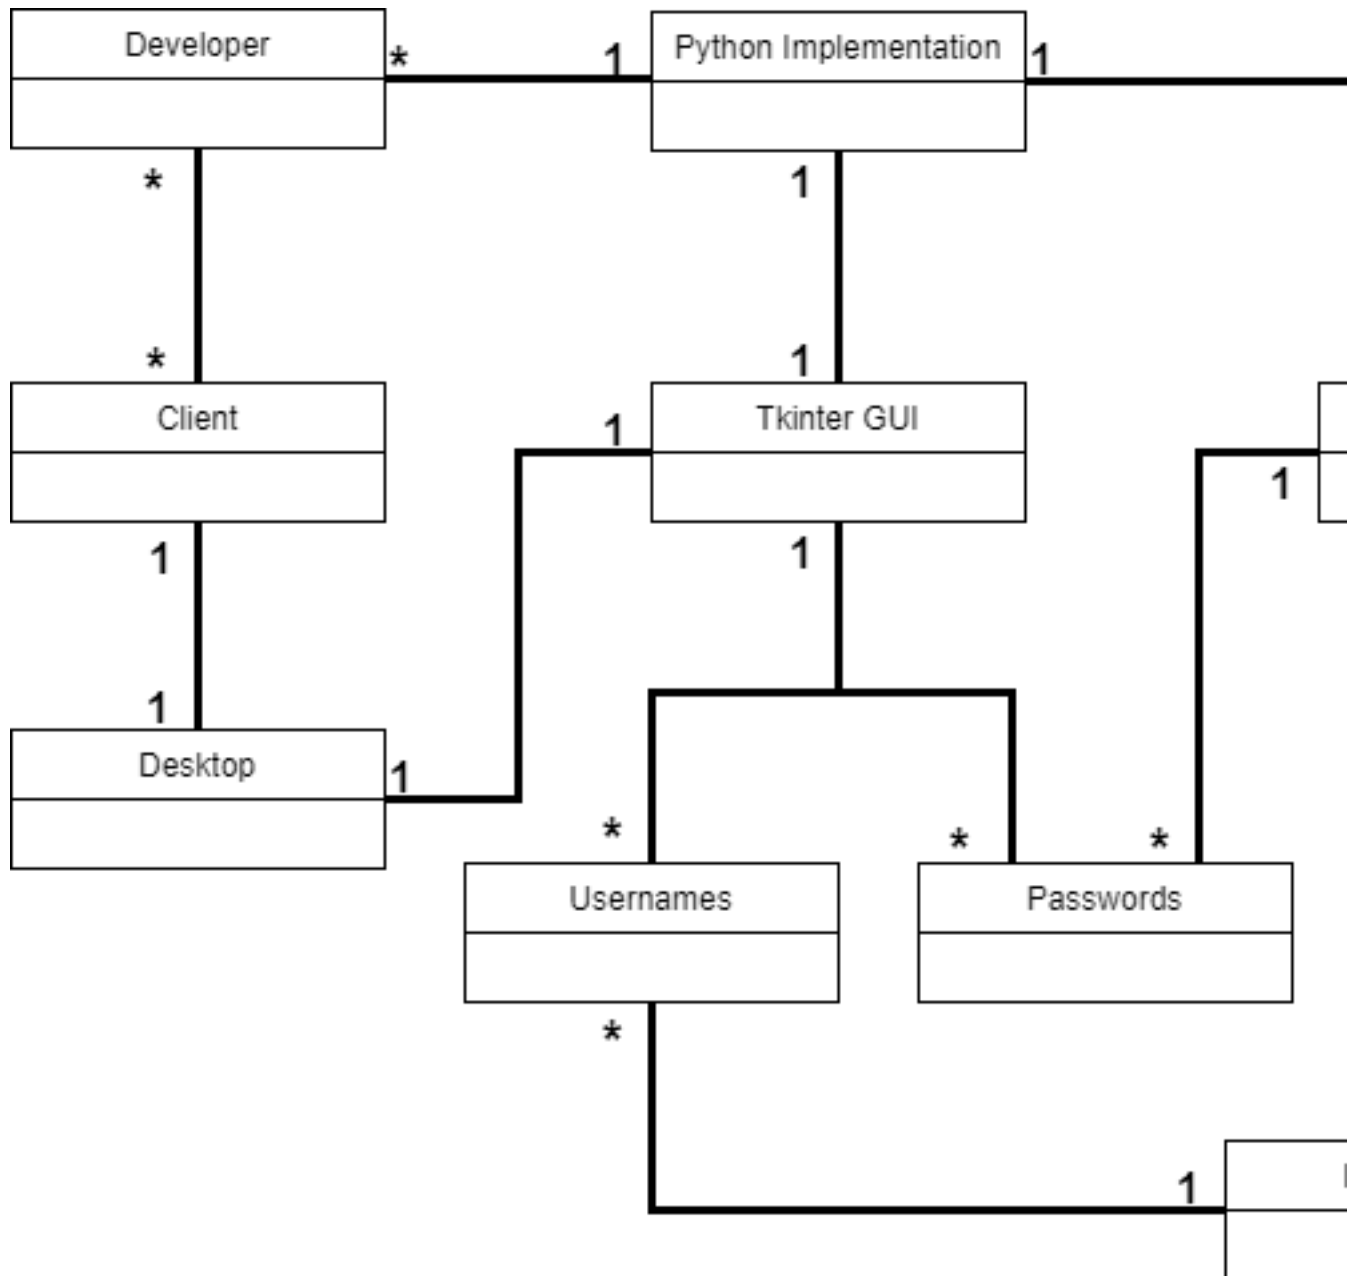 Developer
*
1
Python Implementation
1
*
1
*
1
Client
1
Tkinter GUI
1
1
1
1
Desktop
1
*
*
*
Usernames
Passwords
*
1